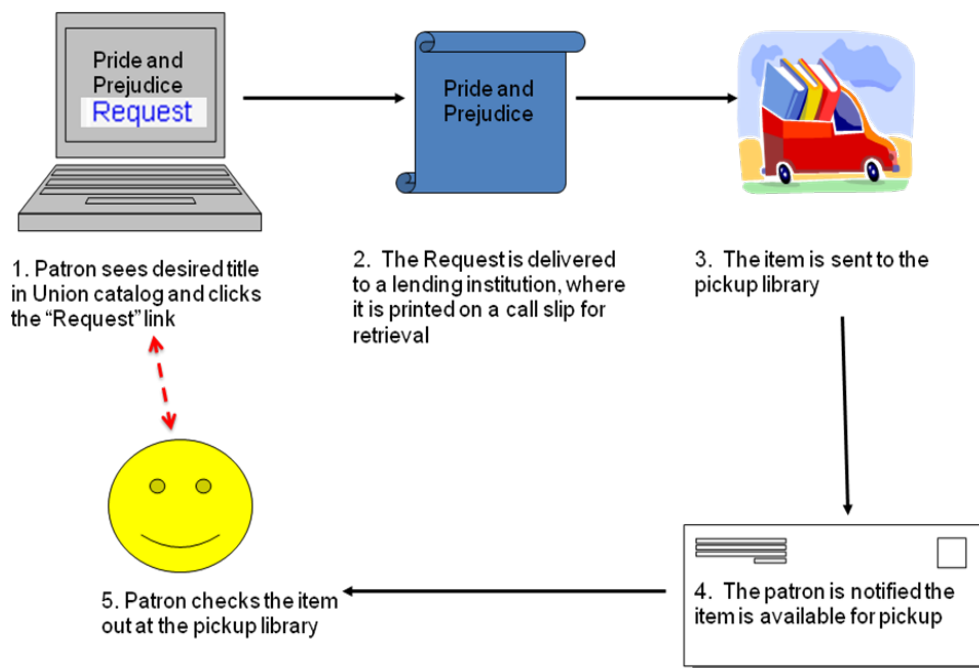 Pride and
Prejudice
Request
Pride and
Prejudice
1. Patron sees desired title
in Union catalog and clicks
the “Request” link
2.  The Request is delivered
to a lending institution, where
it is printed on a call slip for
retrieval
3.  The item is sent to the
pickup library
4.  The patron is notified the
item is available for pickup
5. Patron checks the item
out at the pickup library